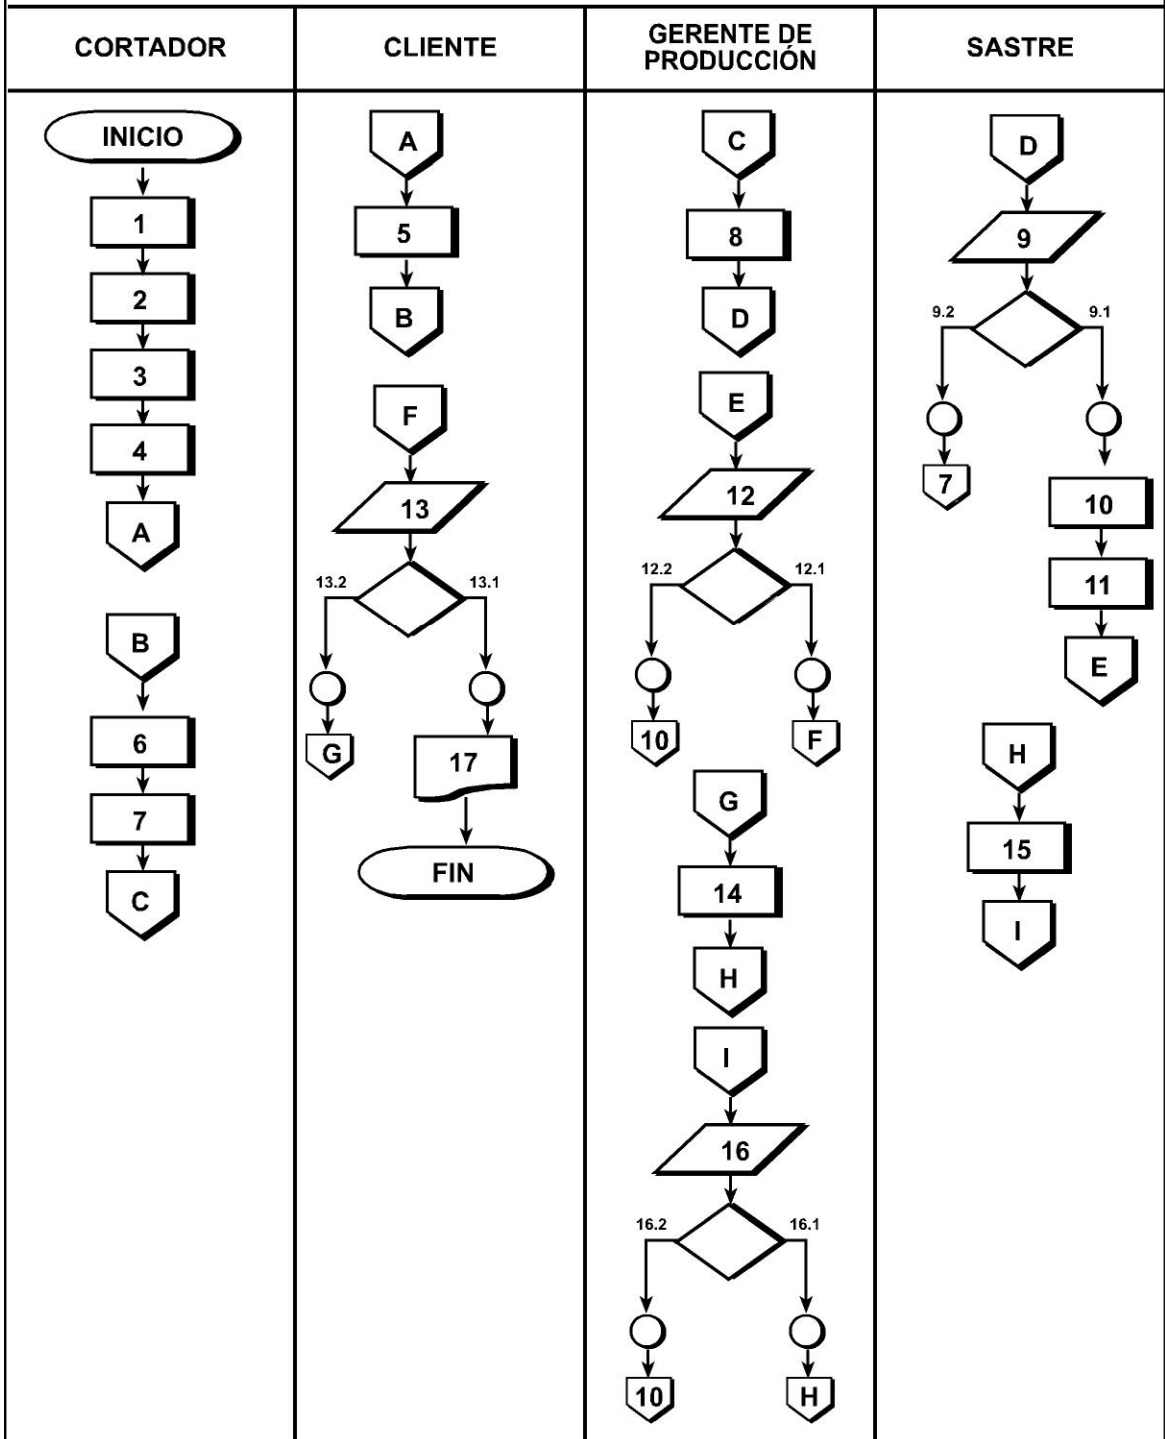 CORTADOR
CLIENTE
GERENTE DE
PRODUCCIÓN
SASTRE
INICIO
1
2
3
4
A
B
6
7
C
A
5
B
F
13
13.2
13.1
G
17
FIN
C
8
D
E
12
12.2
12.1
10
F
G
14
H
I
16
16.2
16.1
10
H
D
9
9.2
9.1
7
10
11
E
H
15
I